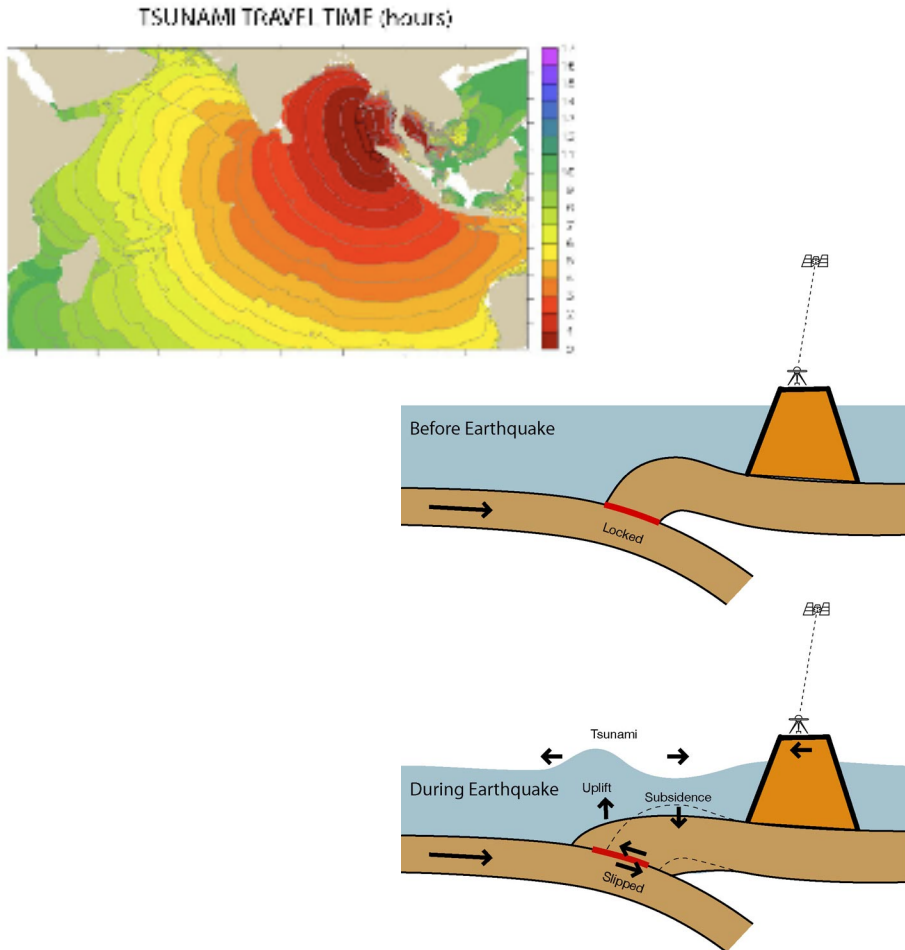 TSUNAMI TRAVEL TIME (hours)
Before Earthquake
Locked
Tsunami
During Earthquake
Uplift
Subsidence
Slipped